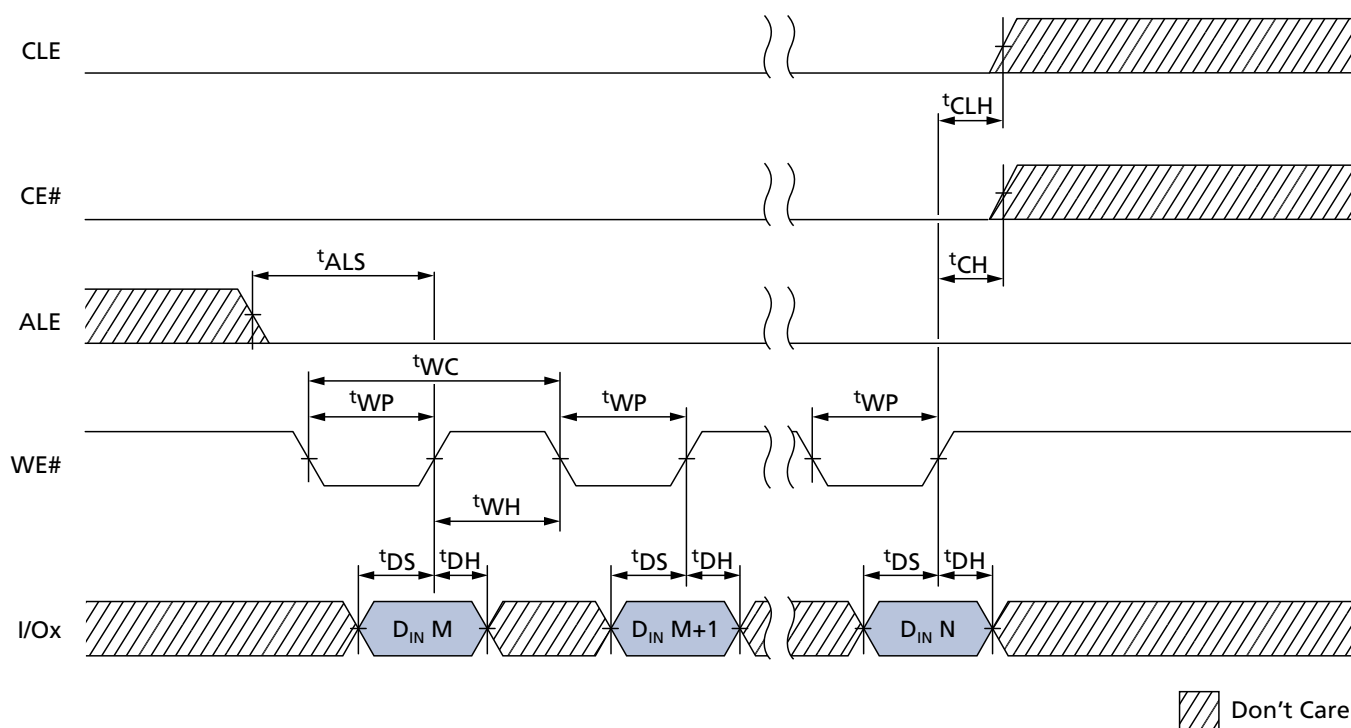 CLE
tCLH
CE#
tALS
tCH
ALE
tWC
tWP tWP tWP
WE#
tWH
tDS tDH tDS tDH tDS tDH
I/Ox
DIN M DIN M+1 DIN N
Don't Care